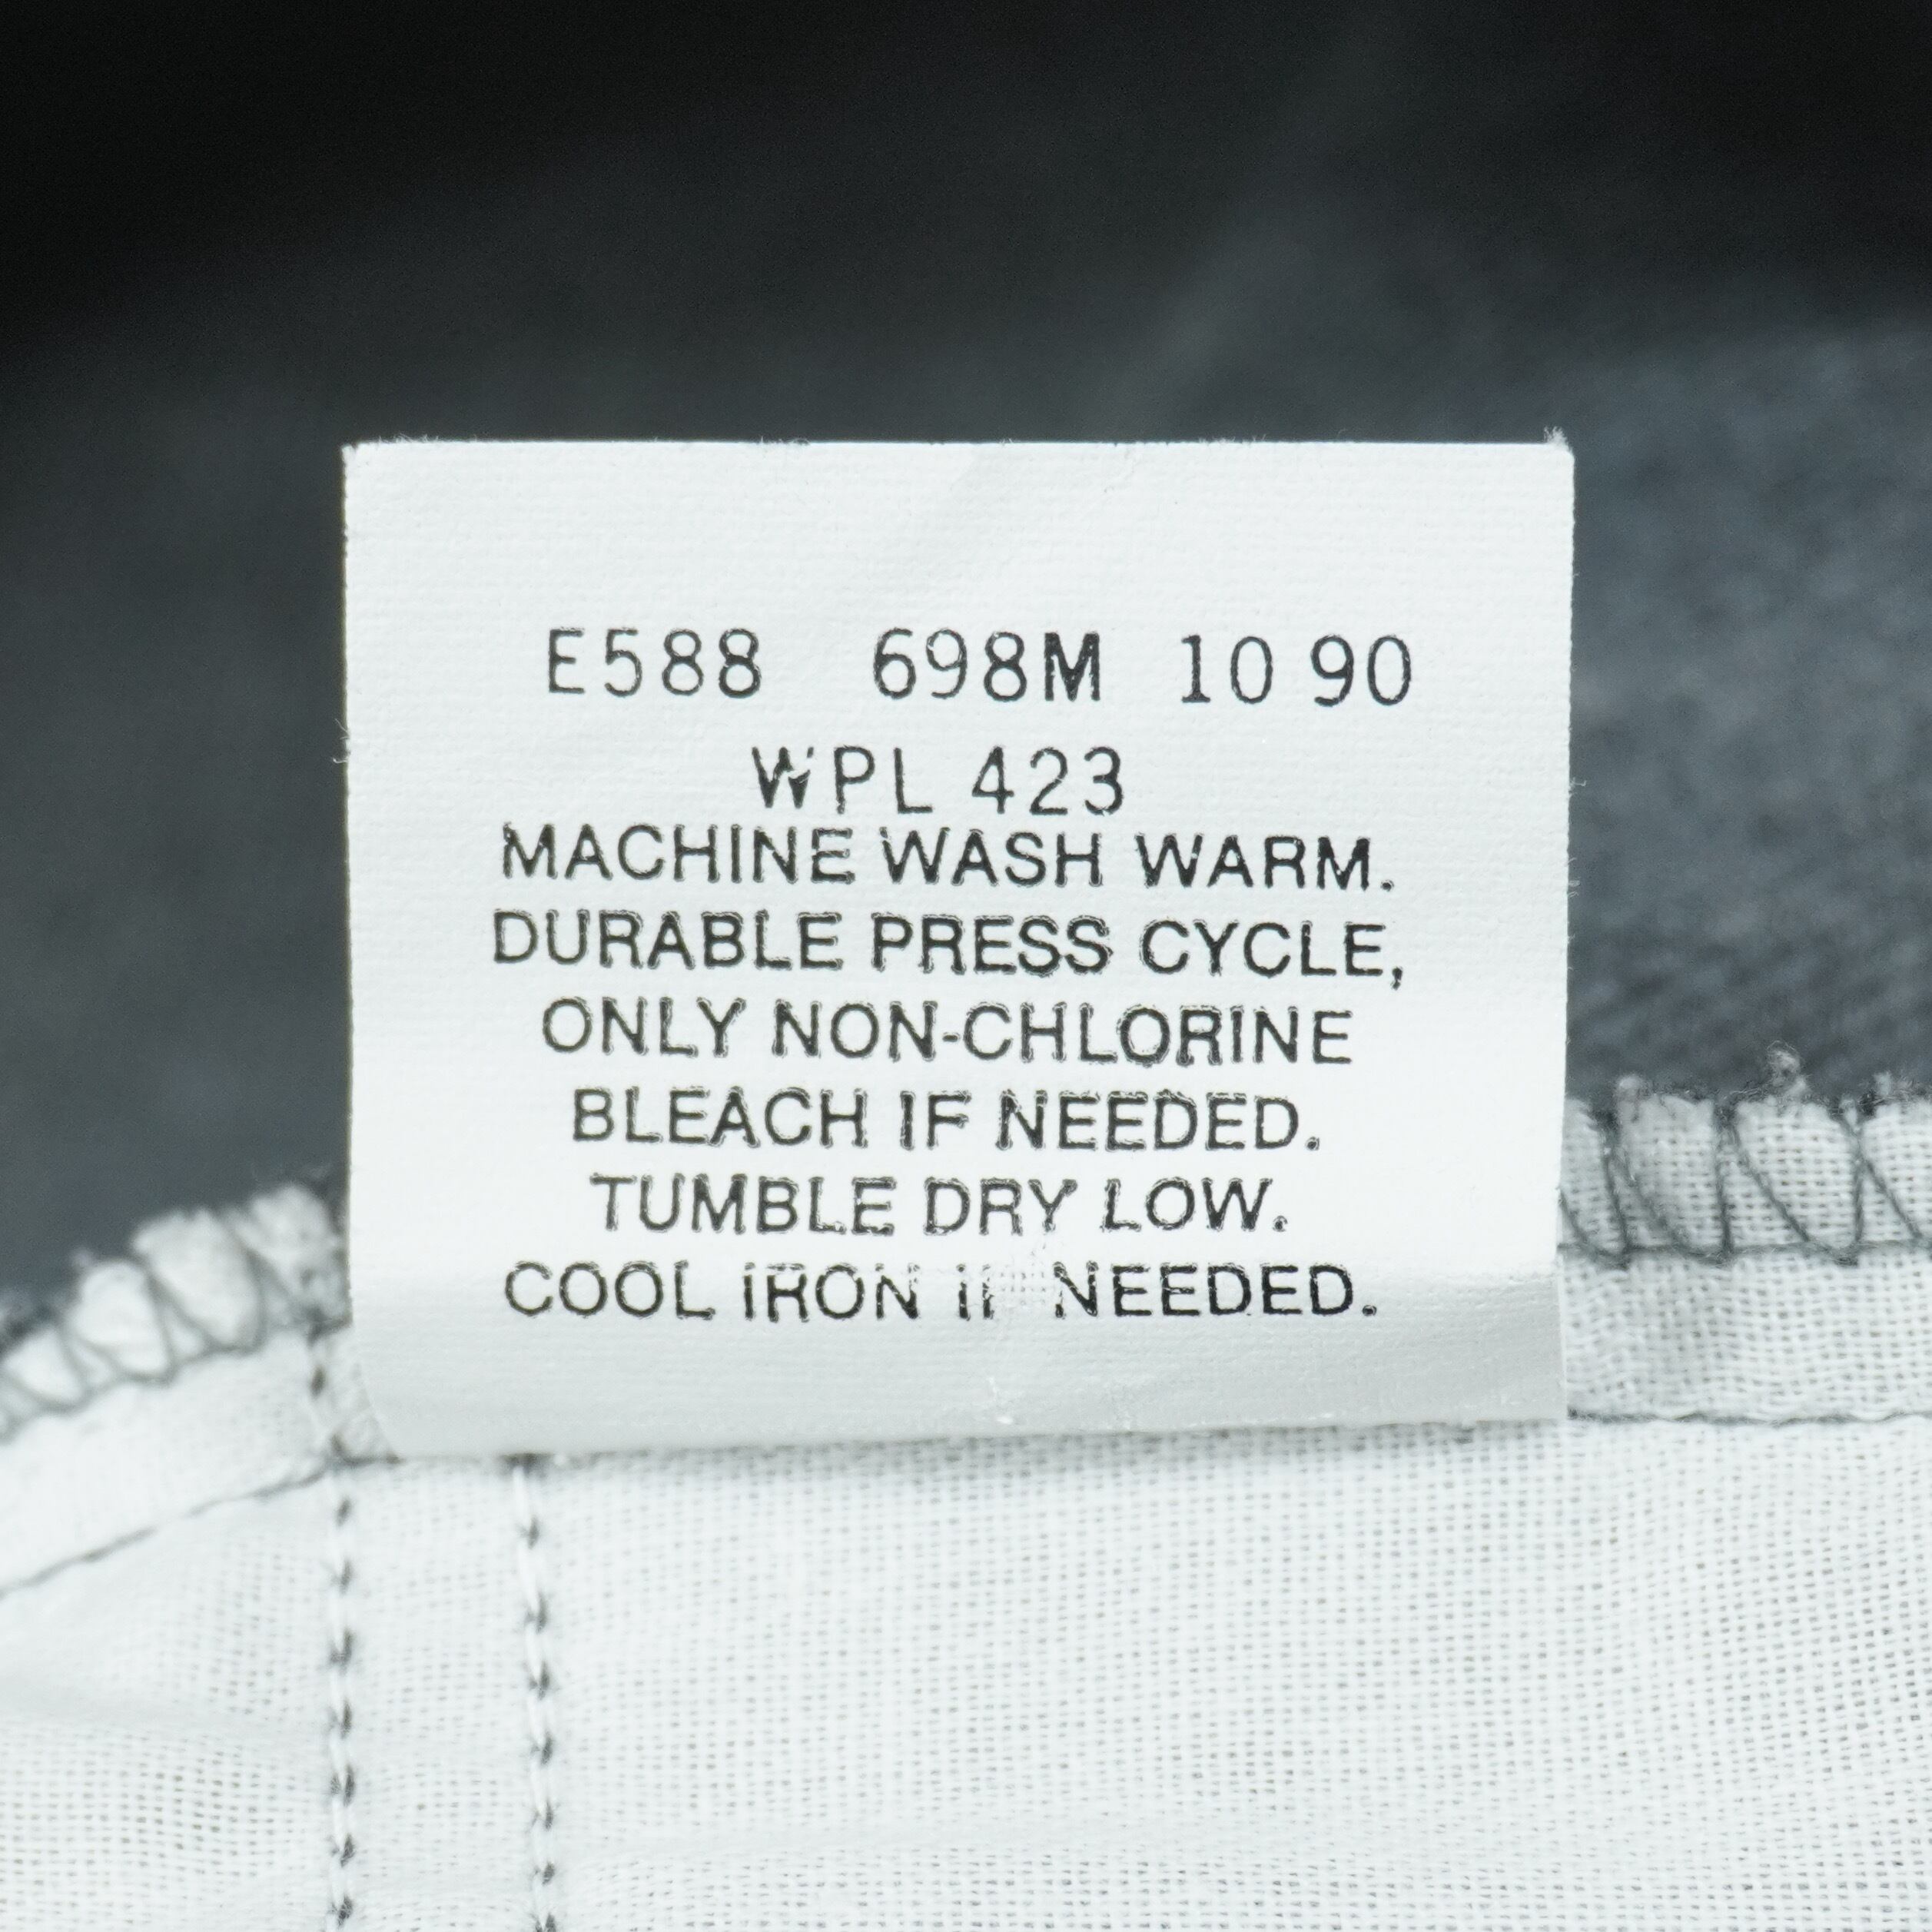 E588 698M 10 90
WPL 423
MACHINE WASH WARM.
DURABLE PRESS CYCLE,
ONLY NON-CHLORINE
BLEACH IF NEEDED.
TUMBLE DRY LOW.
COOL IRON IF NEEDED.